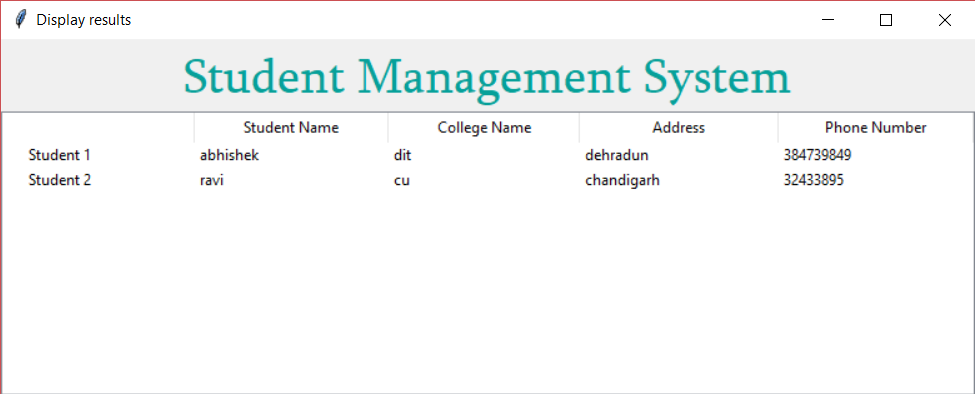 Display results
Student Management System
Student Name College Name Address Phone Number
Student 1 abhishek dit dehradun 384739849
Student 2 ravi cu chandigarh 32433895